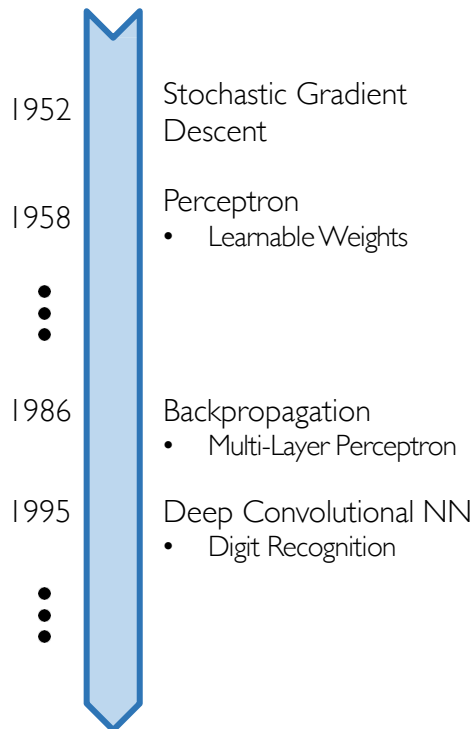 1952
Stochastic Gradient
Descent
1958
Perceptron
• Learnable Weights
1986
Backpropagation
• Multi-Layer Perceptron
1995
Deep Convolutional NN
• Digit Recognition